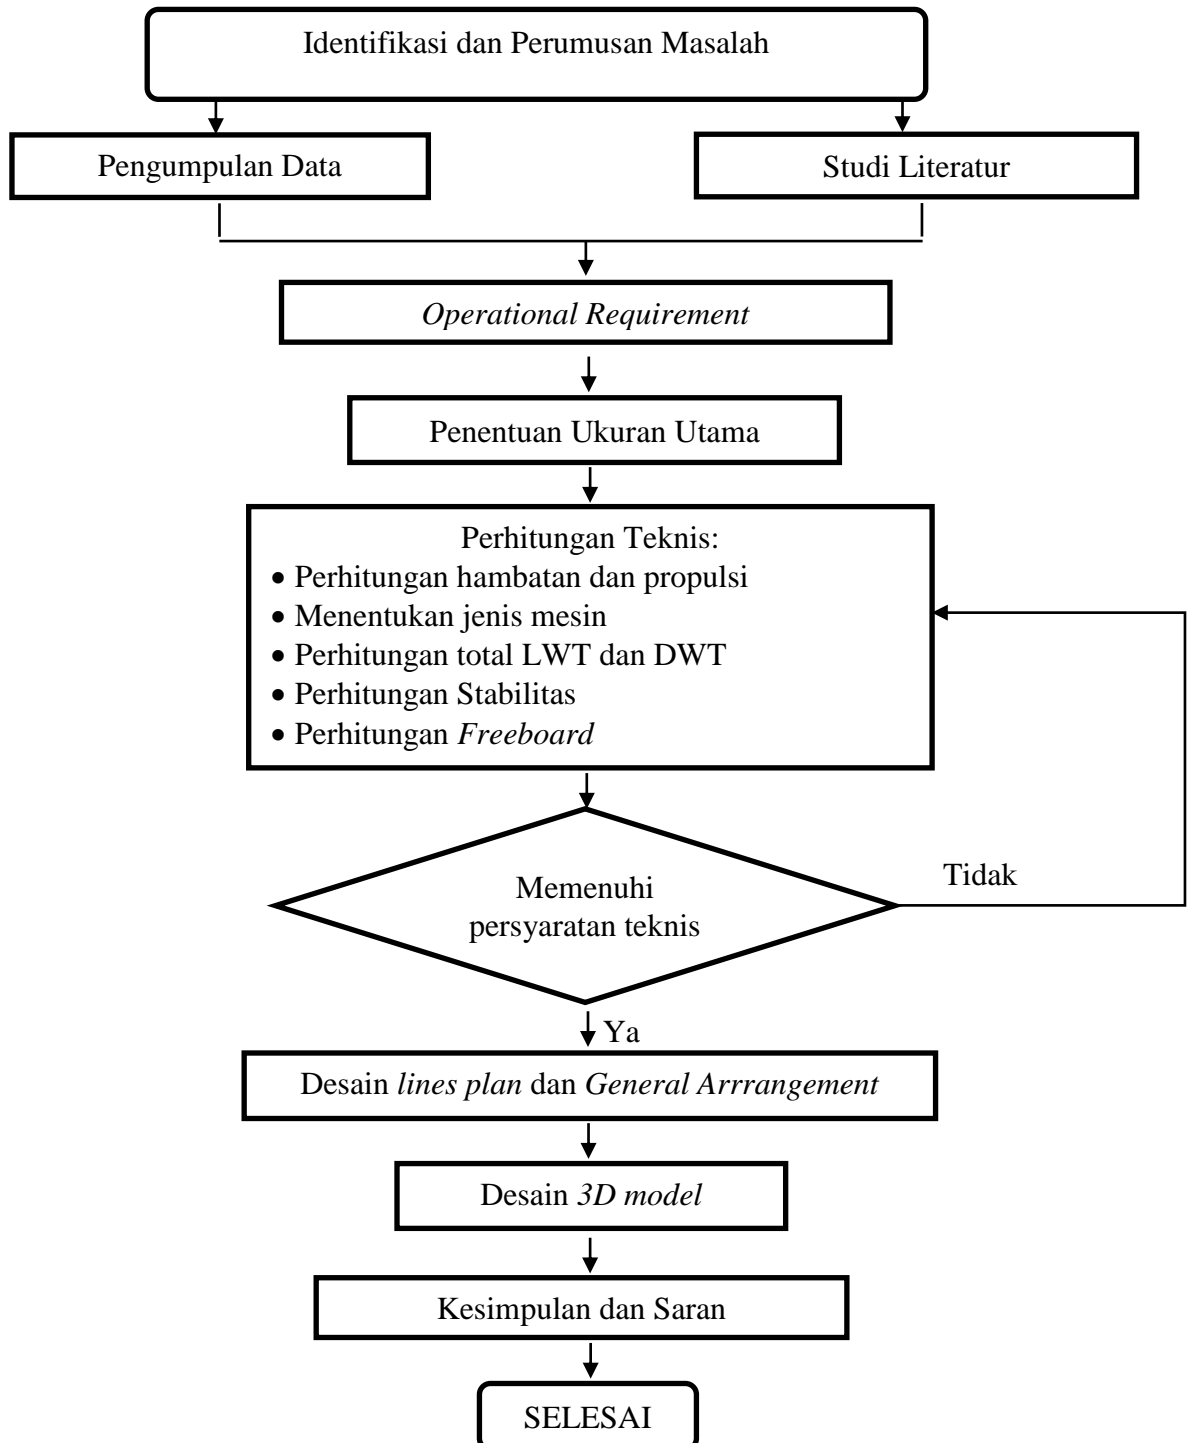 Identifikasi dan Perumusan Masalah
Pengumpulan Data
Studi Literatur
Operational Requirement
Penentuan Ukuran Utama
Perhitungan Teknis:
• Perhitungan hambatan dan propulsi
• Menentukan jenis mesin
• Perhitungan total LWT dan DWT
• Perhitungan Stabilitas
• Perhitungan Freeboard
Memenuhi
persyaratan teknis
Tidak
Ya
Desain lines plan dan General Arrrangement
Desain 3D model
Kesimpulan dan Saran
SELESAI